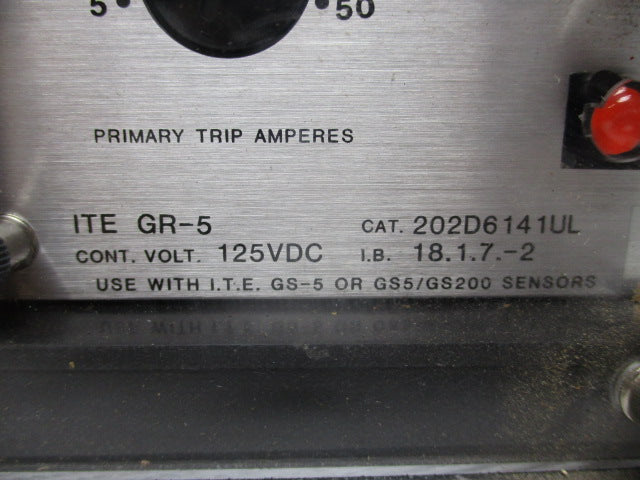 5 • • 50
PRIMARY TRIP AMPERES
ITE GR-5 CAT. 202D6141UL
CONT. VOLT. 125VDC I.B. 18.1.7.-2
USE WITH I.T.E. GS-5 OR GS5/GS200 SENSORS